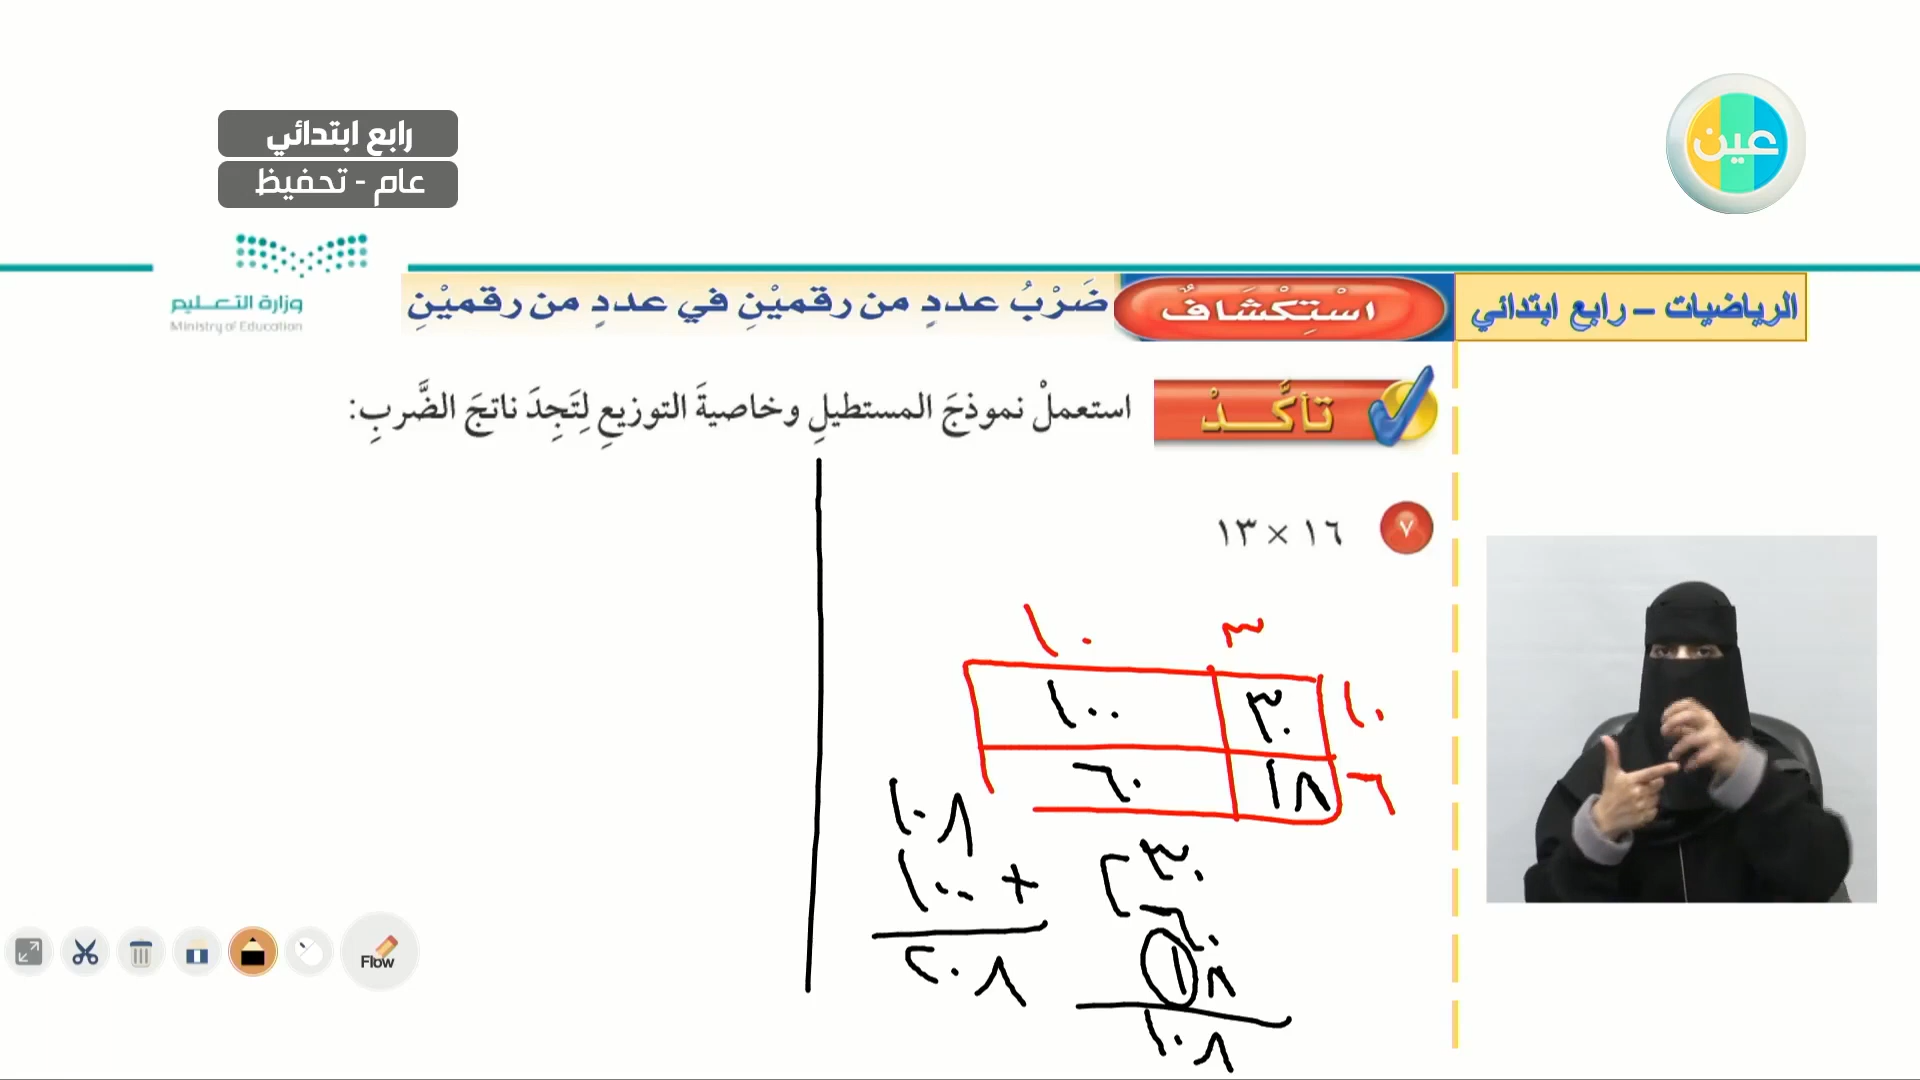 رابع ابتدائي
عام - تحفيظ
عين
وزارة التعليم
Ministry of Education
الرياضيات – رابع ابتدائي
اسْتِكْشَافٌ
ضَرْبُ عددٍ من رقميْنِ في عددٍ من رقميْنِ
تأكَّدْ
استعملْ نموذجَ المستطيلِ وخاصيةَ التوزيعِ لِتَجِدَ ناتجَ الضَّربِ:
٧ ١٦ × ١٣
٣ ١٠
١٠ ٣٠ ١٠٠
٦ ١٨ ٦٠
٣٠
٦٠
١٨
١٠٨
١٠٨
+ ١٠٠
٢٠٨
Flow